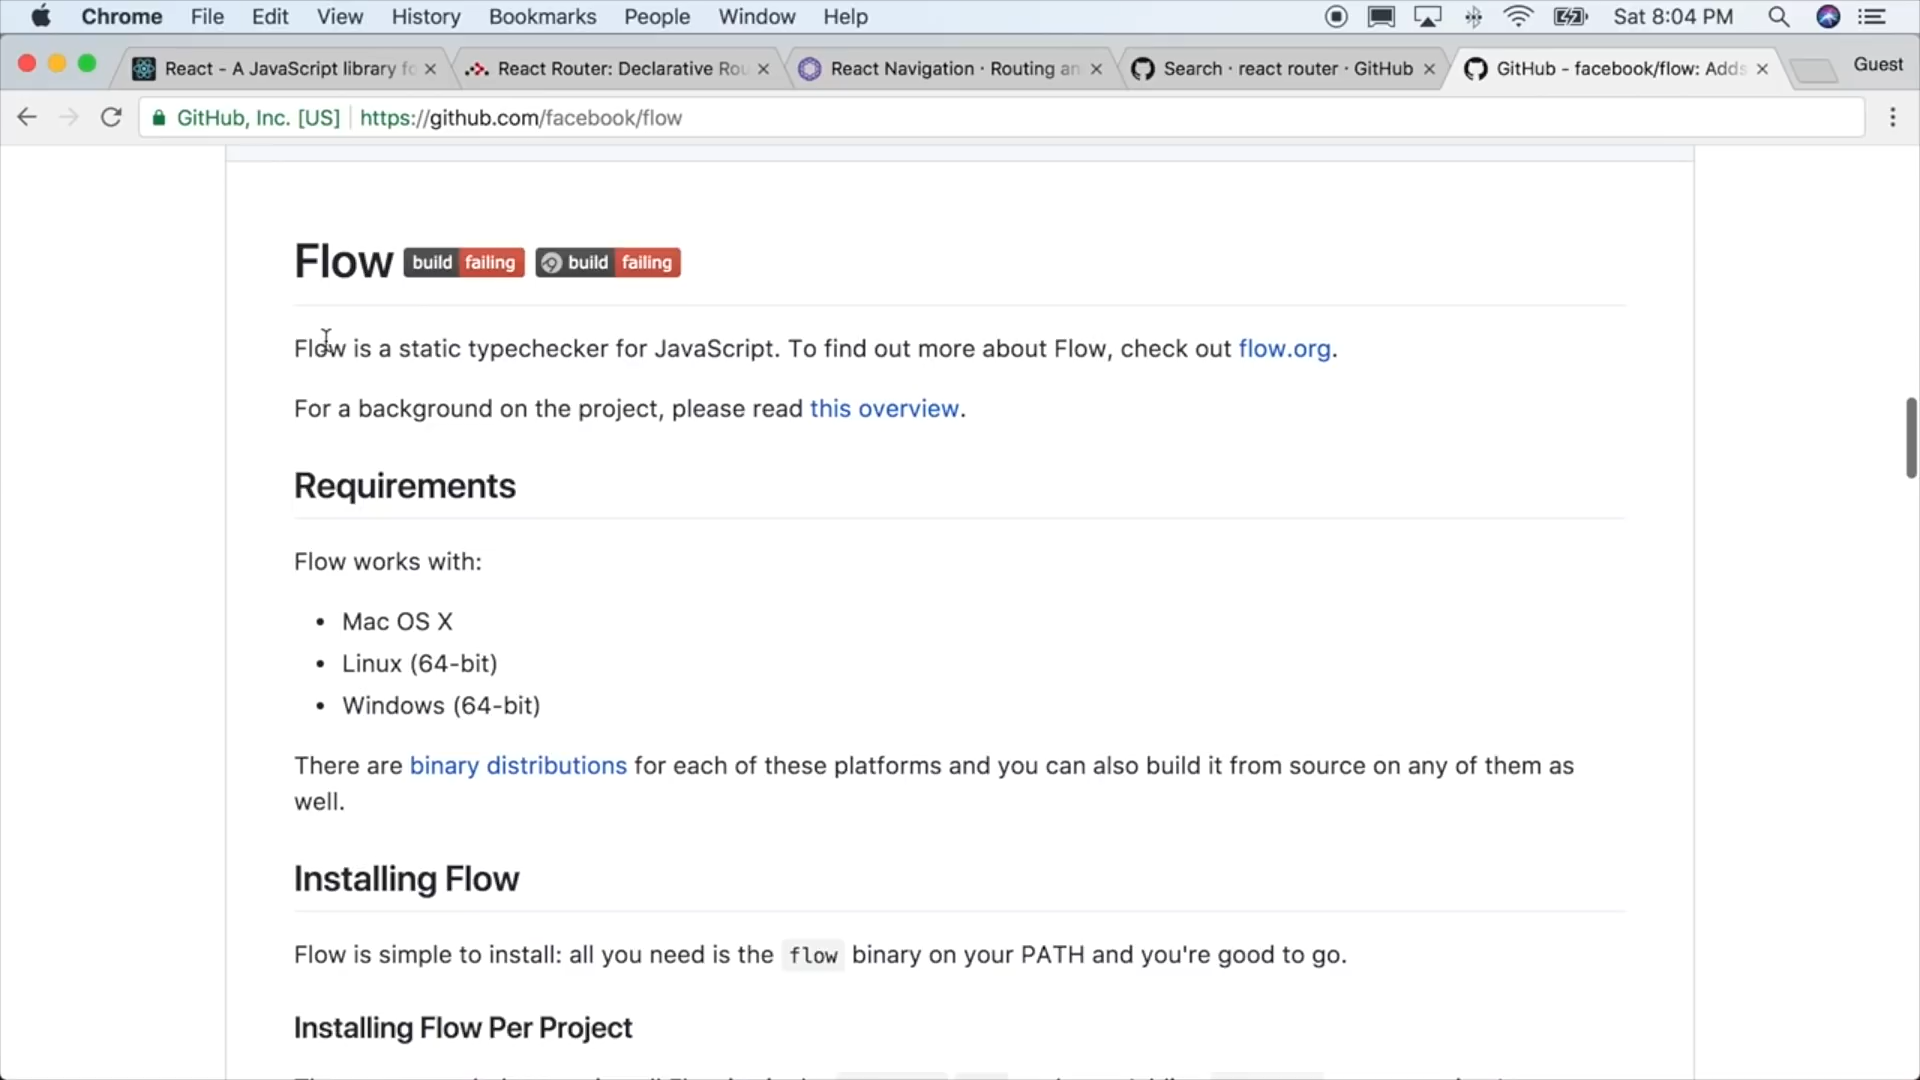 Chrome File Edit View History Bookmarks People Window Help Sat 8:04 PM
React - A JavaScript library fo React Router: Declarative Rou React Navigation · Routing an Search · react router · GitHub GitHub - facebook/flow: Adds Guest
GitHub, Inc. [US] https://github.com/facebook/flow
Flow build failing build failing
Flow is a static typechecker for JavaScript. To find out more about Flow, check out flow.org.
For a background on the project, please read this overview.
Requirements
Flow works with:
• Mac OS X
• Linux (64-bit)
• Windows (64-bit)
There are binary distributions for each of these platforms and you can also build it from source on any of them as
well.
Installing Flow
Flow is simple to install: all you need is the flow binary on your PATH and you're good to go.
Installing Flow Per Project